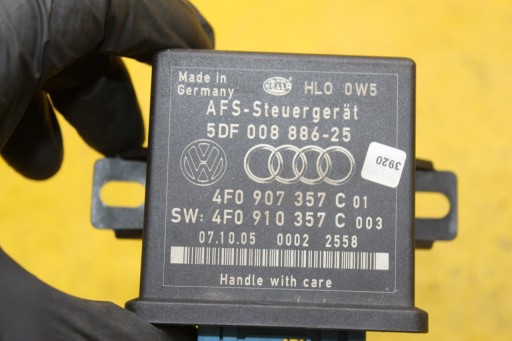 Made in
Germany
HELLA HLO 0W5
AFS-Steuergerät
5DF 008 886-25
3920
4F0 907 357 C 01
SW: 4F0 910 357 C 003
07.10.05 0002 2558
Handle with care